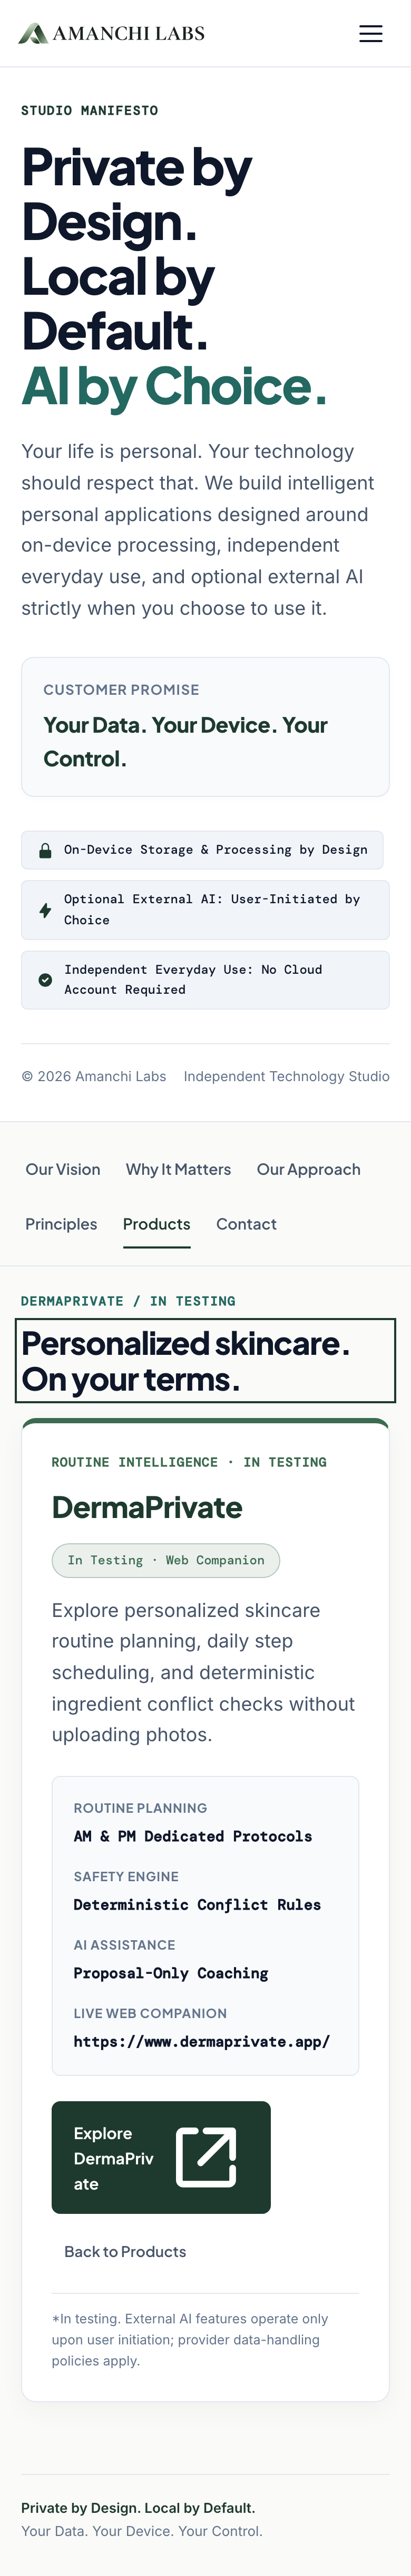 AMANCHI LABS
STUDIO MANIFESTO
Private by
Design.
Local by
Default.
AI by Choice.
Your life is personal. Your technology
should respect that. We build intelligent
personal applications designed around
on-device processing, independent
everyday use, and optional external AI
strictly when you choose to use it.
CUSTOMER PROMISE
Your Data. Your Device. Your
Control.
On-Device Storage & Processing by Design
Optional External AI: User-Initiated by
Choice
Independent Everyday Use: No Cloud
Account Required
© 2026 Amanchi Labs Independent Technology Studio
Our Vision Why It Matters Our Approach
Principles Products Contact
DERMAPRIVATE / IN TESTING
Personalized skincare.
On your terms.
ROUTINE INTELLIGENCE · IN TESTING
DermaPrivate
In Testing · Web Companion
Explore personalized skincare
routine planning, daily step
scheduling, and deterministic
ingredient conflict checks without
uploading photos.
ROUTINE PLANNING
AM & PM Dedicated Protocols
SAFETY ENGINE
Deterministic Conflict Rules
AI ASSISTANCE
Proposal-Only Coaching
LIVE WEB COMPANION
https://www.dermaprivate.app/
Explore
DermaPriv
ate
Back to Products
*In testing. External AI features operate only
upon user initiation; provider data-handling
policies apply.
Private by Design. Local by Default.
Your Data. Your Device. Your Control.